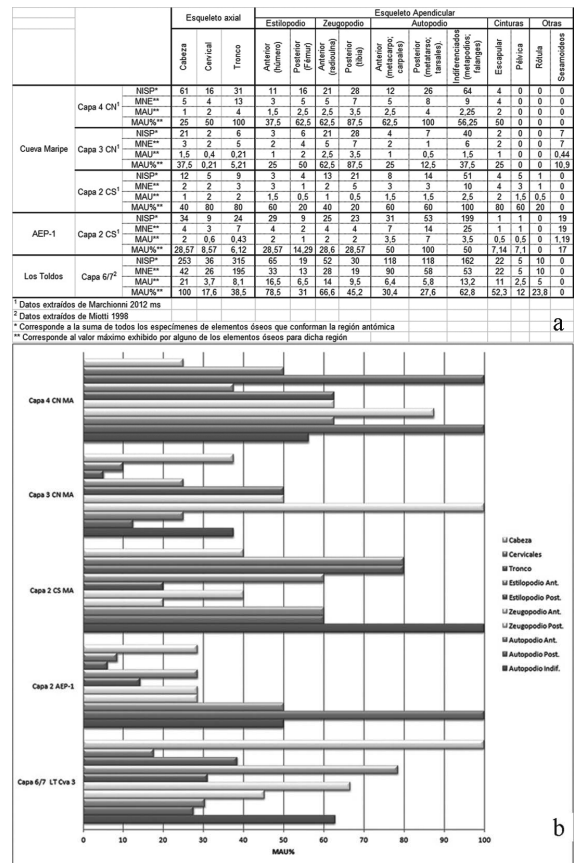 Esqueleto axial Esqueleto Apendicular
Estilopodio Zeugopodio Autopodio Cinturas Otras
Cabeza Cervical Tronco Anterior (húmero) Posterior (Fémur) Anterior (radioulna) Posterior (tibia) Anterior (metacarpo; carpales) Posterior (metatarso; tarsales). Indiferenciados (metapodios; falanges) Escapular Pélvica Rótula Sesamoideos
Cueva Maripe
Capa 4 CN¹
NISP* 61 16 31 11 16 21 28 12 26 64 4 0 0 0
MNE** 5 4 13 3 5 5 7 5 8 9 4 0 0 0
MAU** 1 2 4 1,5 2,5 2,5 3,5 2,5 4 2,25 2 0 0 0
MAU%** 25 50 100 37,5 62,5 62,5 87,5 62,5 100 56,25 50 0 0 0
Capa 3 CN¹
NISP* 21 2 6 3 6 21 28 4 7 40 2 0 0 7
MNE** 3 2 5 2 4 5 7 2 1 6 2 0 0 7
MAU** 1,5 0,4 0,21 1 2 2,5 3,5 1 0,5 1,5 1 0 0 0,44
MAU%** 37,5 0,21 5,21 25 50 62,5 87,5 25 12,5 37,5 25 0 0 10,9
Capa 2 CS¹
NISP* 12 5 9 3 4 13 21 8 14 51 4 5 1 0
MNE** 2 2 3 3 1 2 5 3 3 10 4 3 1 0
MAU** 1 2 2 1,5 0,5 1 0,5 1,5 1,5 2,5 2 1,5 0,5 0
MAU%** 40 80 80 60 20 40 20 60 60 100 80 60 20 0
AEP-1
Capa 2 CS¹
NISP* 34 9 24 29 9 25 23 31 53 199 1 1 0 19
MNE** 4 3 7 4 2 4 4 7 14 25 1 1 0 19
MAU** 2 0,6 0,43 2 1 2 2 3,5 7 3,5 0,5 0,5 0 1,19
MAU%** 28,57 8,57 6,12 28,57 14,29 28,6 28,57 50 100 50 7,14 7,1 0 17
Los Toldos
Capa 6/7²
NISP* 253 36 315 65 19 52 30 118 118 162 22 5 10 0
MNE** 42 26 195 33 13 28 19 90 58 53 22 5 10 0
MAU** 21 3,7 8,1 16,5 6,5 14 9,5 6,4 5,8 13,2 11 2,5 5 0
MAU%** 100 17,6 38,5 78,5 31 66,6 45,2 30,4 27,6 62,8 52,3 12 23,8 0
¹ Datos extraídos de Marchionni 2012 ms
² Datos extraídos de Miotti 1998
* Corresponde a la suma de todos los especímenes de elementos óseos que conforman la región antómica
** Corresponde al valor máximo exhibido por alguno de los elementos óseos para dicha región
a
Capa 4 CN MA
Capa 3 CN MA
Capa 2 CS MA
Capa 2 AEP-1
Capa 6/7 LT Cva 3
Cabeza
Cervicales
Tronco
Estilopodio Ant.
Estilopodio Post.
Zeugopodio Ant.
Zeugopodio Post.
Autopodio Ant.
Autopodio Post.
Autopodio Indif.
0 10 20 30 40 50 60 70 80 90 100
MAU%
b